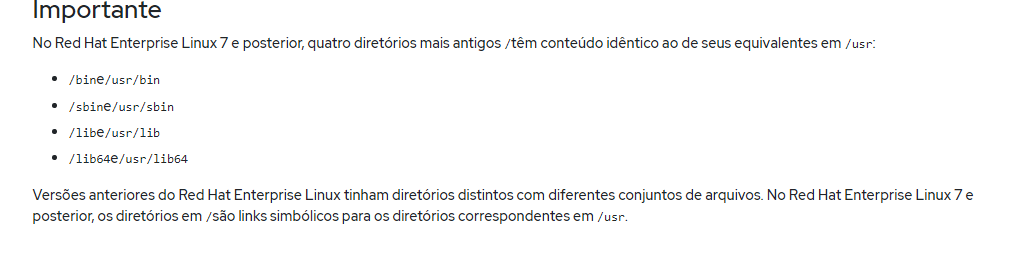 Importante
No Red Hat Enterprise Linux 7 e posterior, quatro diretórios mais antigos /têm conteúdo idêntico ao de seus equivalentes em /usr:
/bine/usr/bin
/sbine/usr/sbin
/libe/usr/lib
/lib64e/usr/lib64
Versões anteriores do Red Hat Enterprise Linux tinham diretórios distintos com diferentes conjuntos de arquivos. No Red Hat Enterprise Linux 7 e
posterior, os diretórios em /são links simbólicos para os diretórios correspondentes em /usr.